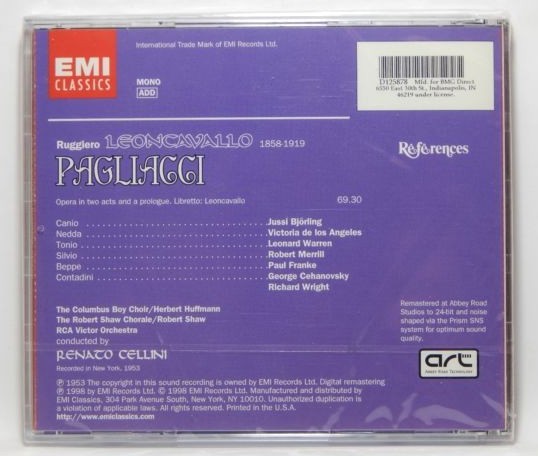 EMI
CLASSICS
International Trade Mark of EMI Records Ltd.
MONO
ADD
D125878 Mfd. for BMG Direct
6550 East 30th St., Indianapolis, IN
46219 under license.
Ruggiero LEONCAVALLO 1858-1919
Références
PAGLIACCI
Opera in two acts and a prologue. Libretto: Leoncavallo 69.30
Canio Jussi Björling
Nedda Victoria de los Angeles
Tonio Leonard Warren
Silvio Robert Merrill
Beppe Paul Franke
Contadini George Cehanovsky
Richard Wright
The Columbus Boy Choir/Herbert Huffmann
The Robert Shaw Chorale/Robert Shaw
RCA Victor Orchestra
conducted by
RENATO CELLINI
Recorded in New York, 1953
Remastered at Abbey Road
Studios to 24-bit and noise
shaped via the Prism SNS
system for optimum sound
quality.
art
ABBEY ROAD TECHNOLOGY
℗ 1953 The copyright in this sound recording is owned by EMI Records Ltd. Digital remastering
℗ 1998 by EMI Records Ltd. © 1998 EMI Records Ltd. Manufactured and distributed by
EMI Classics, 304 Park Avenue South, New York, NY 10010. Unauthorized duplication is
a violation of applicable laws. All rights reserved. Printed in the U.S.A.
http://www.emiclassics.com/